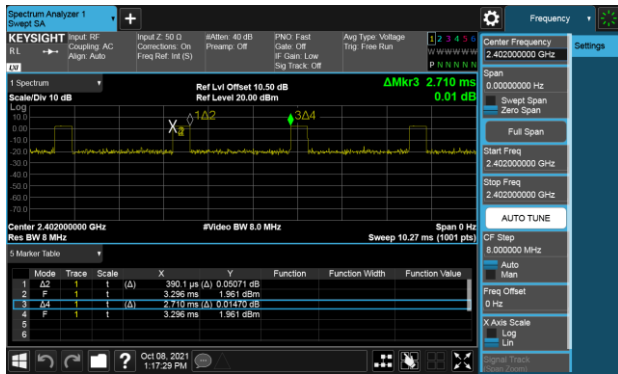 Spectrum Analyzer 1
Swept SA
+
Frequency
KEYSIGHT Input: RF Input Z: 50 Ω #Atten: 40 dB PNO: Fast Avg Type: Voltage 1 2 3 4 5 6
RL Coupling: AC Corrections: On Preamp: Off Gate: Off Trig: Free Run W W W W W W
Align: Auto Freq Ref: Int (S) IF Gain: Low P N N N N N
Sig Track: Off
LXI
Center Frequency
2.402000000 GHz
Settings
1 Spectrum
Ref Lvl Offset 10.50 dB
ΔMkr3 2.710 ms
Scale/Div 10 dB
Ref Level 20.00 dBm
0.01 dB
Span
0.00000000 Hz
Swept Span
Zero Span
Log
10.0
0.00
-10.0
-20.0
-30.0
-40.0
-50.0
-60.0
-70.0
X
1Δ2
3Δ4
Full Span
Start Freq
2.402000000 GHz
Stop Freq
2.402000000 GHz
AUTO TUNE
Center 2.402000000 GHz #Video BW 8.0 MHz Span 0 Hz
Res BW 8 MHz Sweep 10.27 ms (1001 pts)
CF Step
8.000000 MHz
Auto
Man
Freq Offset
0 Hz
X Axis Scale
Log
Lin
Signal Track
(Span Zoom)
5 Marker Table
Mode Trace Scale X Y Function Function Width Function Value
1 Δ2 1 t (Δ) 390.1 µs (Δ) 0.05071 dB
2 F 1 t 3.296 ms 1.961 dBm
3 Δ4 1 t (Δ) 2.710 ms (Δ) 0.01470 dB
4 F 1 t 3.296 ms 1.961 dBm
5
6
? Oct 08, 2021
1:17:29 PM